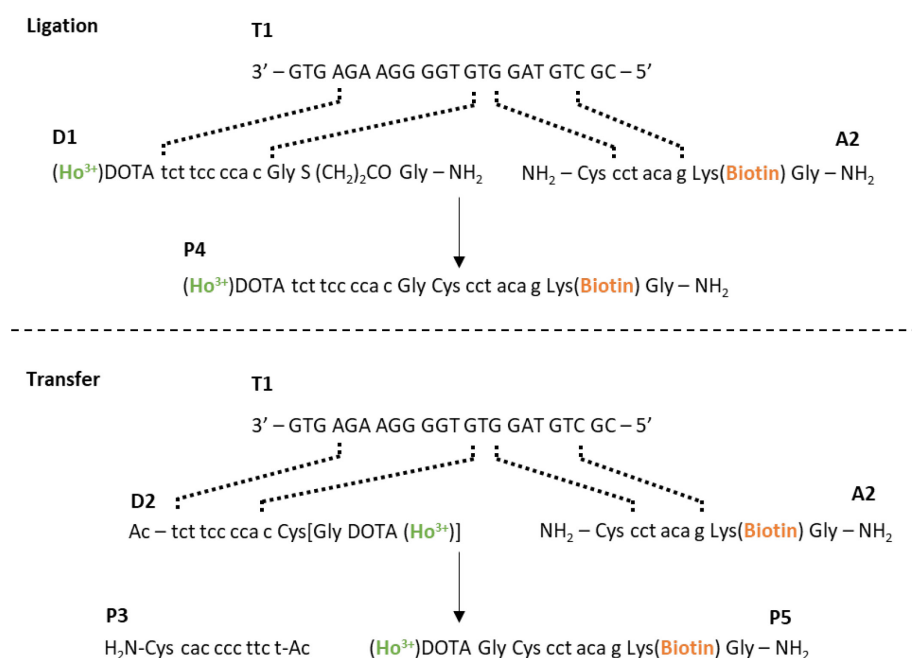 Ligation
T1
3’ – GTG AGA AGG GGT GTG GAT GTC GC – 5’
D1
A2
(Ho³⁺)DOTA tct tcc cca c Gly S (CH₂)₂CO Gly – NH₂
NH₂ – Cys cct aca g Lys(Biotin) Gly – NH₂
P4
(Ho³⁺)DOTA tct tcc cca c Gly Cys cct aca g Lys(Biotin) Gly – NH₂
Transfer
T1
3’ – GTG AGA AGG GGT GTG GAT GTC GC – 5’
D2
A2
Ac – tct tcc cca c Cys[Gly DOTA (Ho³⁺)]
NH₂ – Cys cct aca g Lys(Biotin) Gly – NH₂
P3
P5
H₂N-Cys cac ccc ttc t-Ac
(Ho³⁺)DOTA Gly Cys cct aca g Lys(Biotin) Gly – NH₂